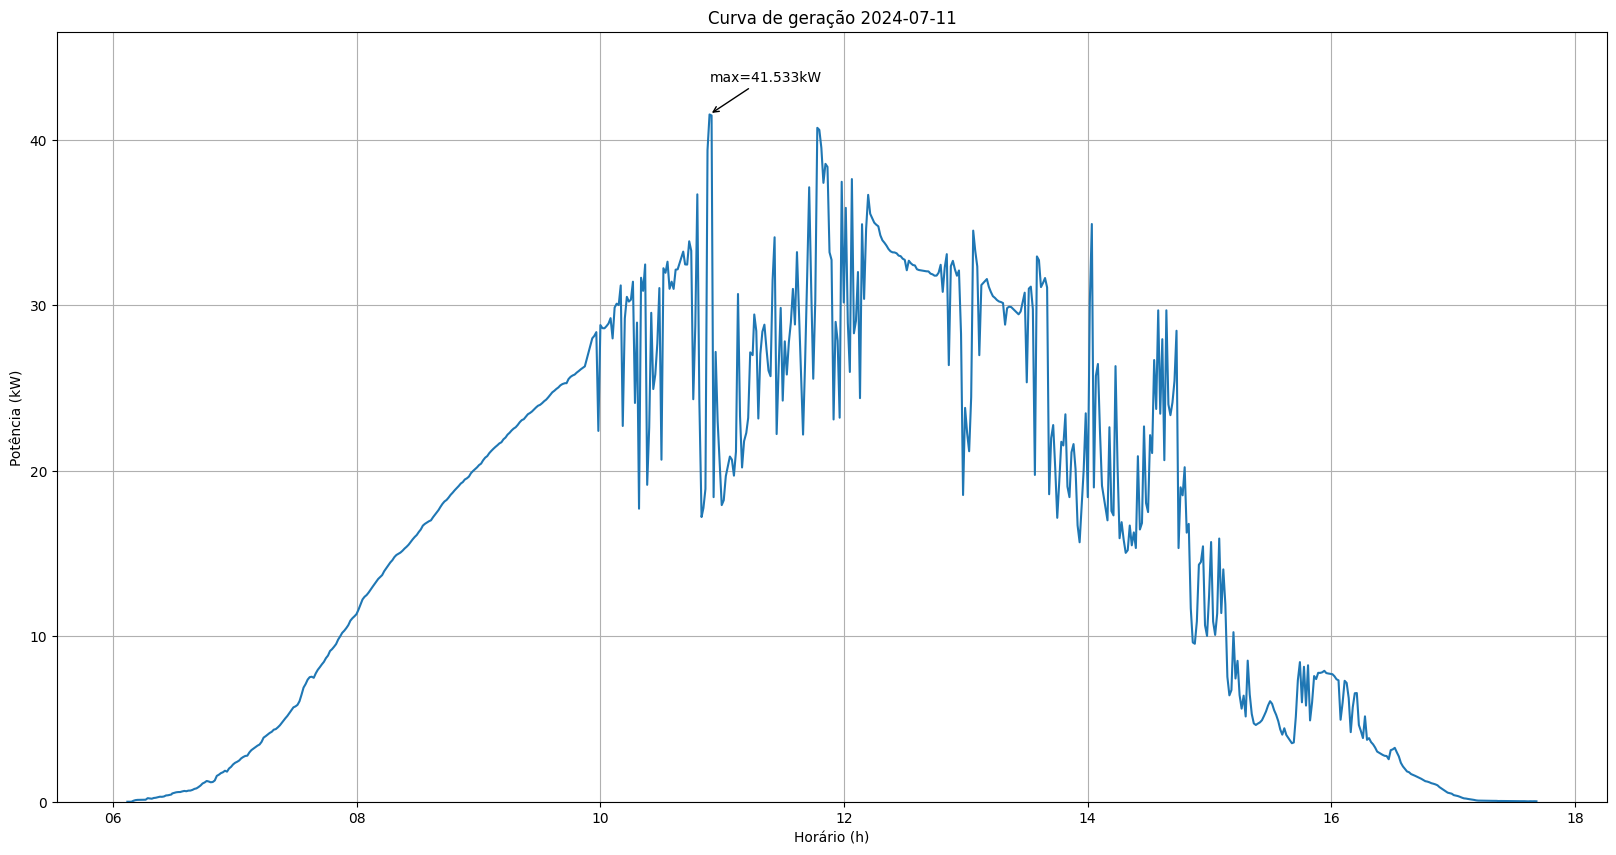 Curva de geração 2024-07-11
max=41.533kW
Potência (kW)
40
30
20
10
0
06 08 10 12 14 16 18
Horário (h)